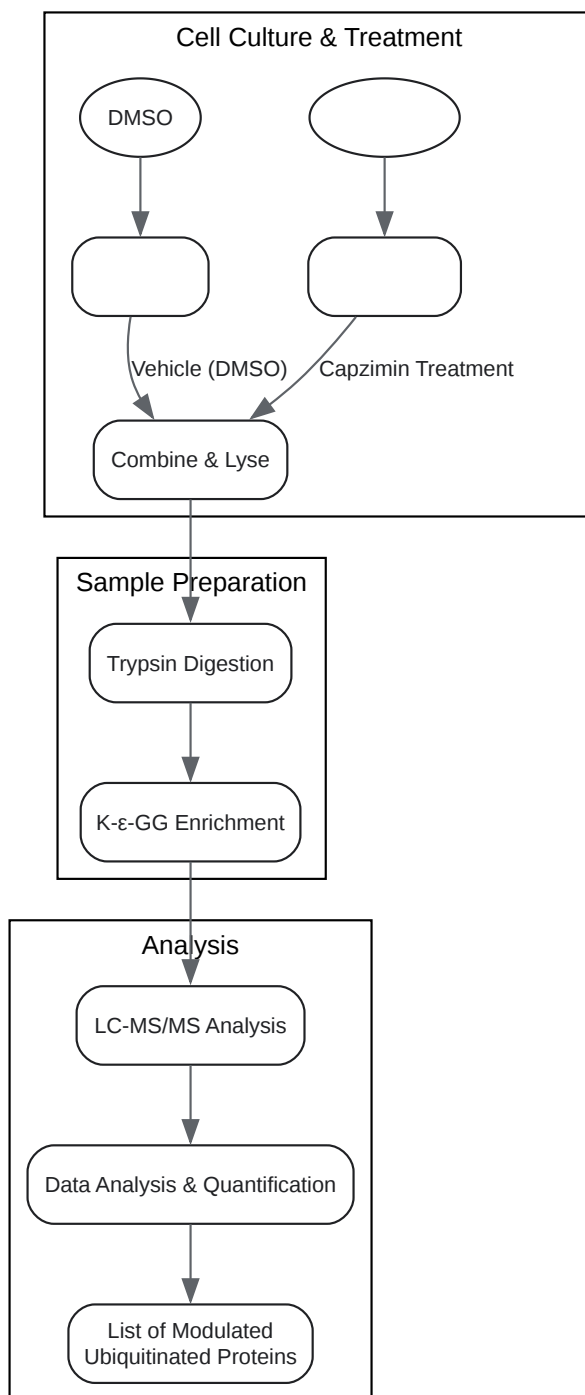 Cell Culture & Treatment
DMSO
Vehicle (DMSO)
Capzimin Treatment
Combine & Lyse
Sample Preparation
Trypsin Digestion
K-ε-GG Enrichment
Analysis
LC-MS/MS Analysis
Data Analysis & Quantification
List of Modulated
Ubiquitinated Proteins